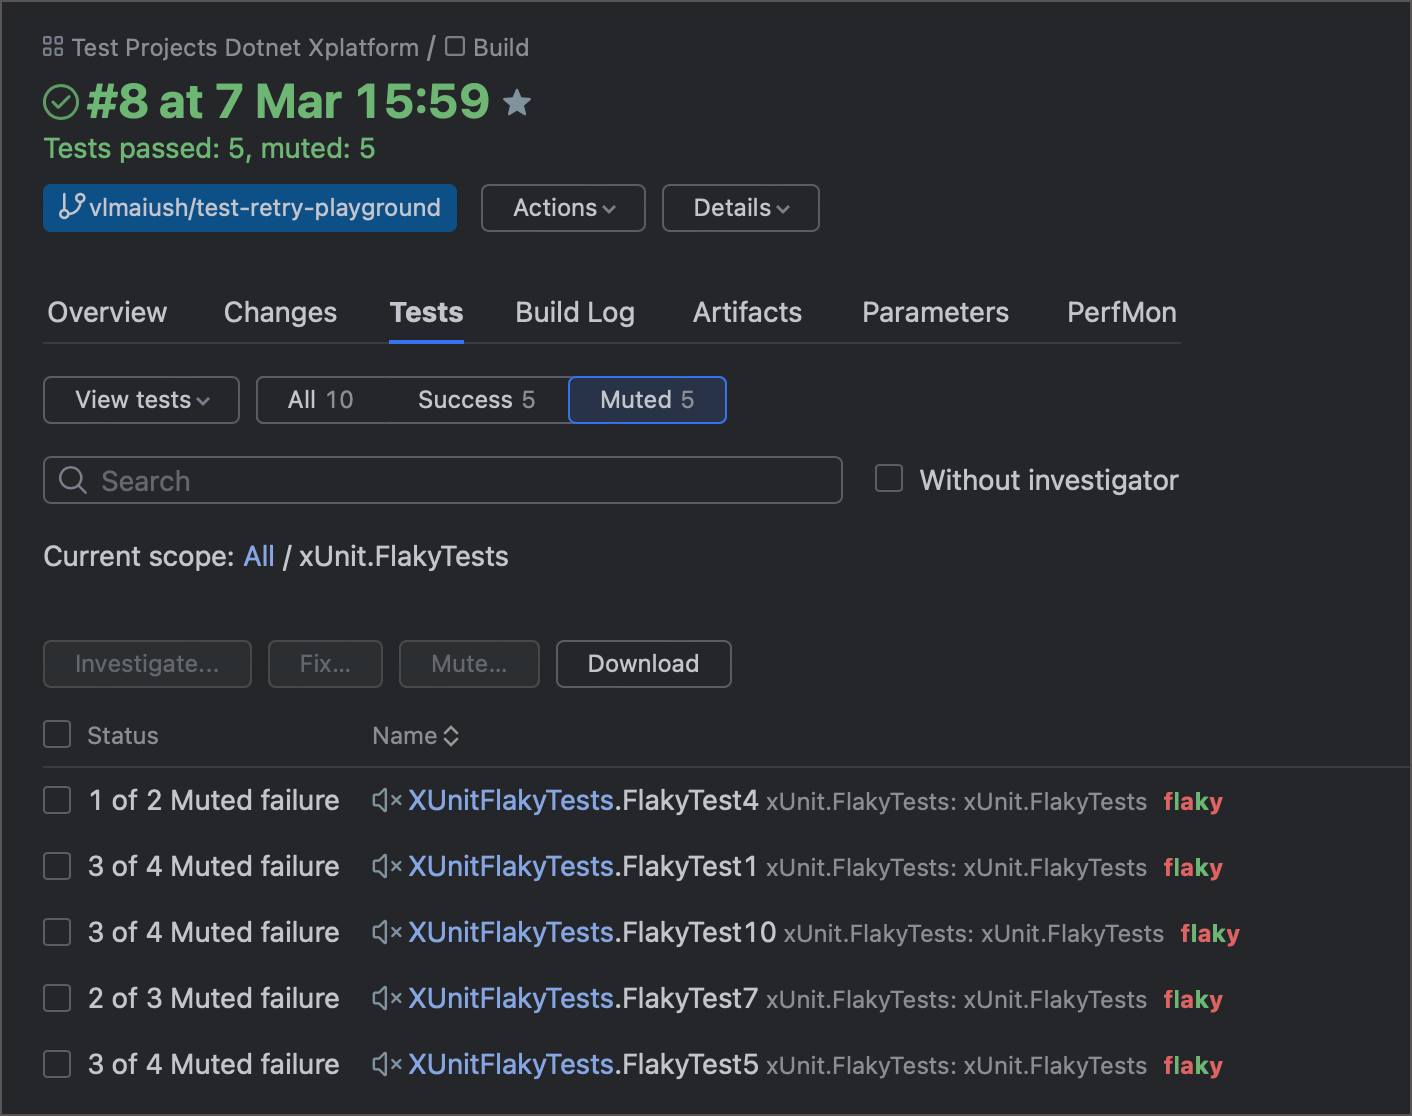 Test Projects Dotnet Xplatform / Build
#8 at 7 Mar 15:59
Tests passed: 5, muted: 5
vlmaiush/test-retry-playground Actions Details
Overview Changes Tests Build Log Artifacts Parameters PerfMon
View tests All 10 Success 5 Muted 5
Search Without investigator
Current scope: All / xUnit.FlakyTests
Investigate... Fix... Mute... Download
Status Name
1 of 2 Muted failure XUnitFlakyTests.FlakyTest4 xUnit.FlakyTests: xUnit.FlakyTests flaky
3 of 4 Muted failure XUnitFlakyTests.FlakyTest1 xUnit.FlakyTests: xUnit.FlakyTests flaky
3 of 4 Muted failure XUnitFlakyTests.FlakyTest10 xUnit.FlakyTests: xUnit.FlakyTests flaky
2 of 3 Muted failure XUnitFlakyTests.FlakyTest7 xUnit.FlakyTests: xUnit.FlakyTests flaky
3 of 4 Muted failure XUnitFlakyTests.FlakyTest5 xUnit.FlakyTests: xUnit.FlakyTests flaky